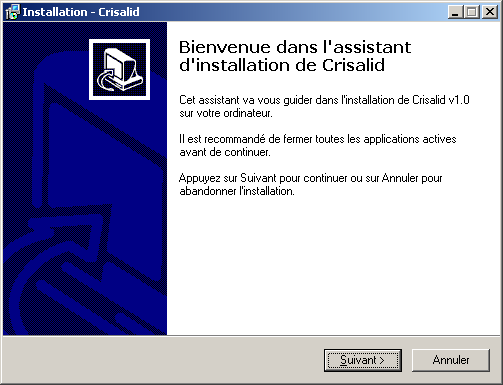 Installation - Crisalid
Bienvenue dans l'assistant
d'installation de Crisalid
Cet assistant va vous guider dans l'installation de Crisalid v1.0
sur votre ordinateur.
Il est recommandé de fermer toutes les applications actives
avant de continuer.
Appuyez sur Suivant pour continuer ou sur Annuler pour
abandonner l'installation.
Suivant >
Annuler